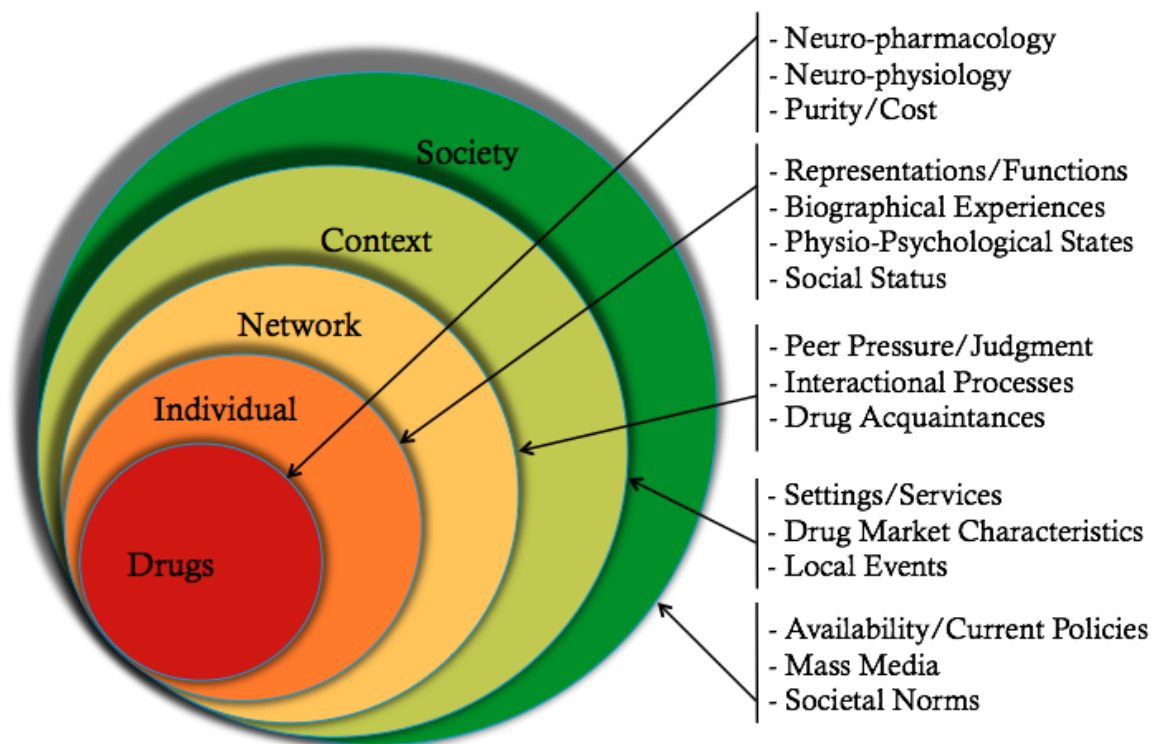 Society
Context
Network
Individual
Drugs
- Neuro-pharmacology
- Neuro-physiology
- Purity/Cost
- Representations/Functions
- Biographical Experiences
- Physio-Psychological States
- Social Status
- Peer Pressure/Judgment
- Interactional Processes
- Drug Acquaintances
- Settings/Services
- Drug Market Characteristics
- Local Events
- Availability/Current Policies
- Mass Media
- Societal Norms